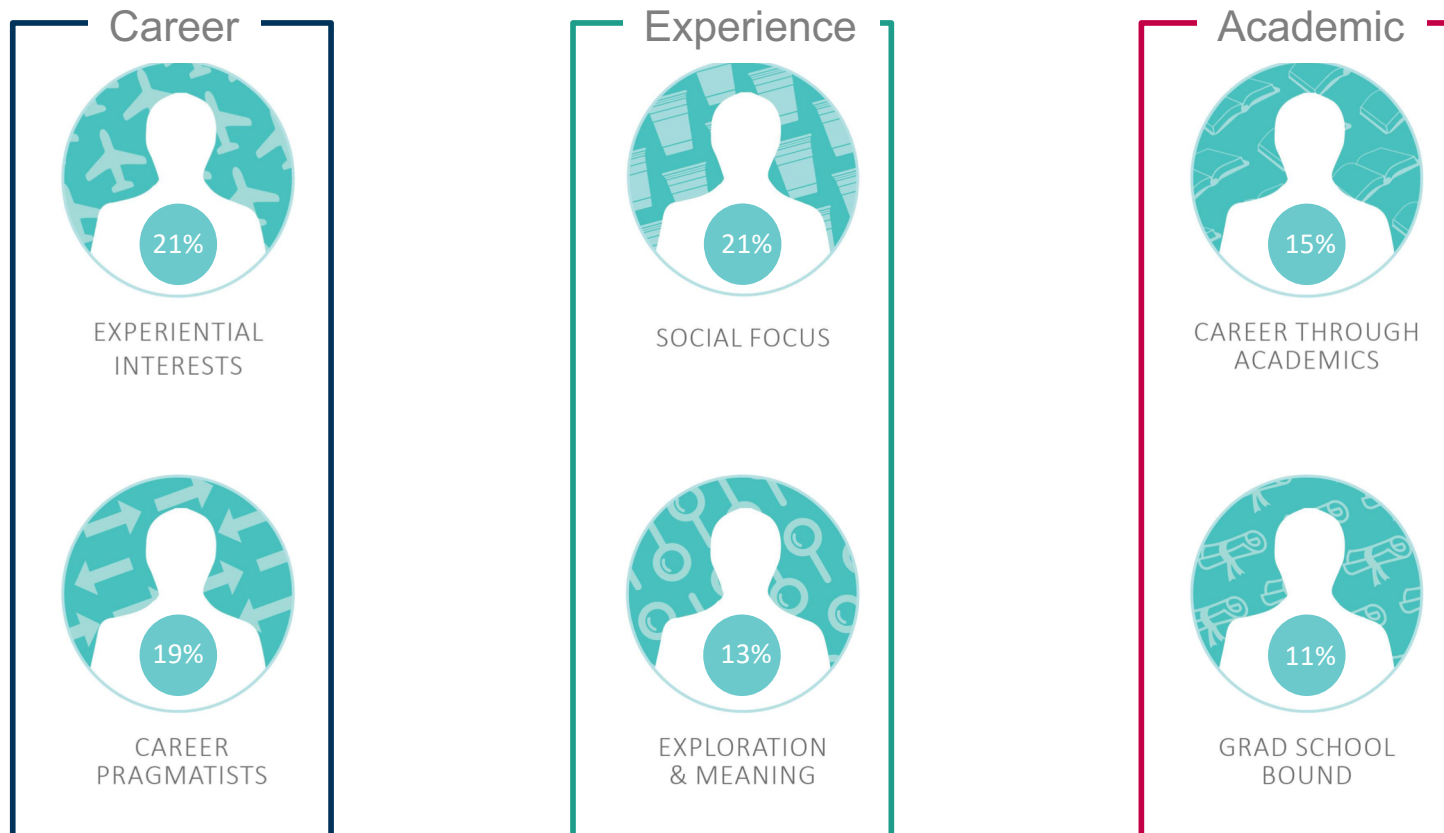 Career
21%
EXPERIENTIAL
INTERESTS
19%
CAREER
PRAGMATISTS
Experience
21%
SOCIAL FOCUS
13%
EXPLORATION
& MEANING
Academic
15%
CAREER THROUGH
ACADEMICS
11%
GRAD SCHOOL
BOUND